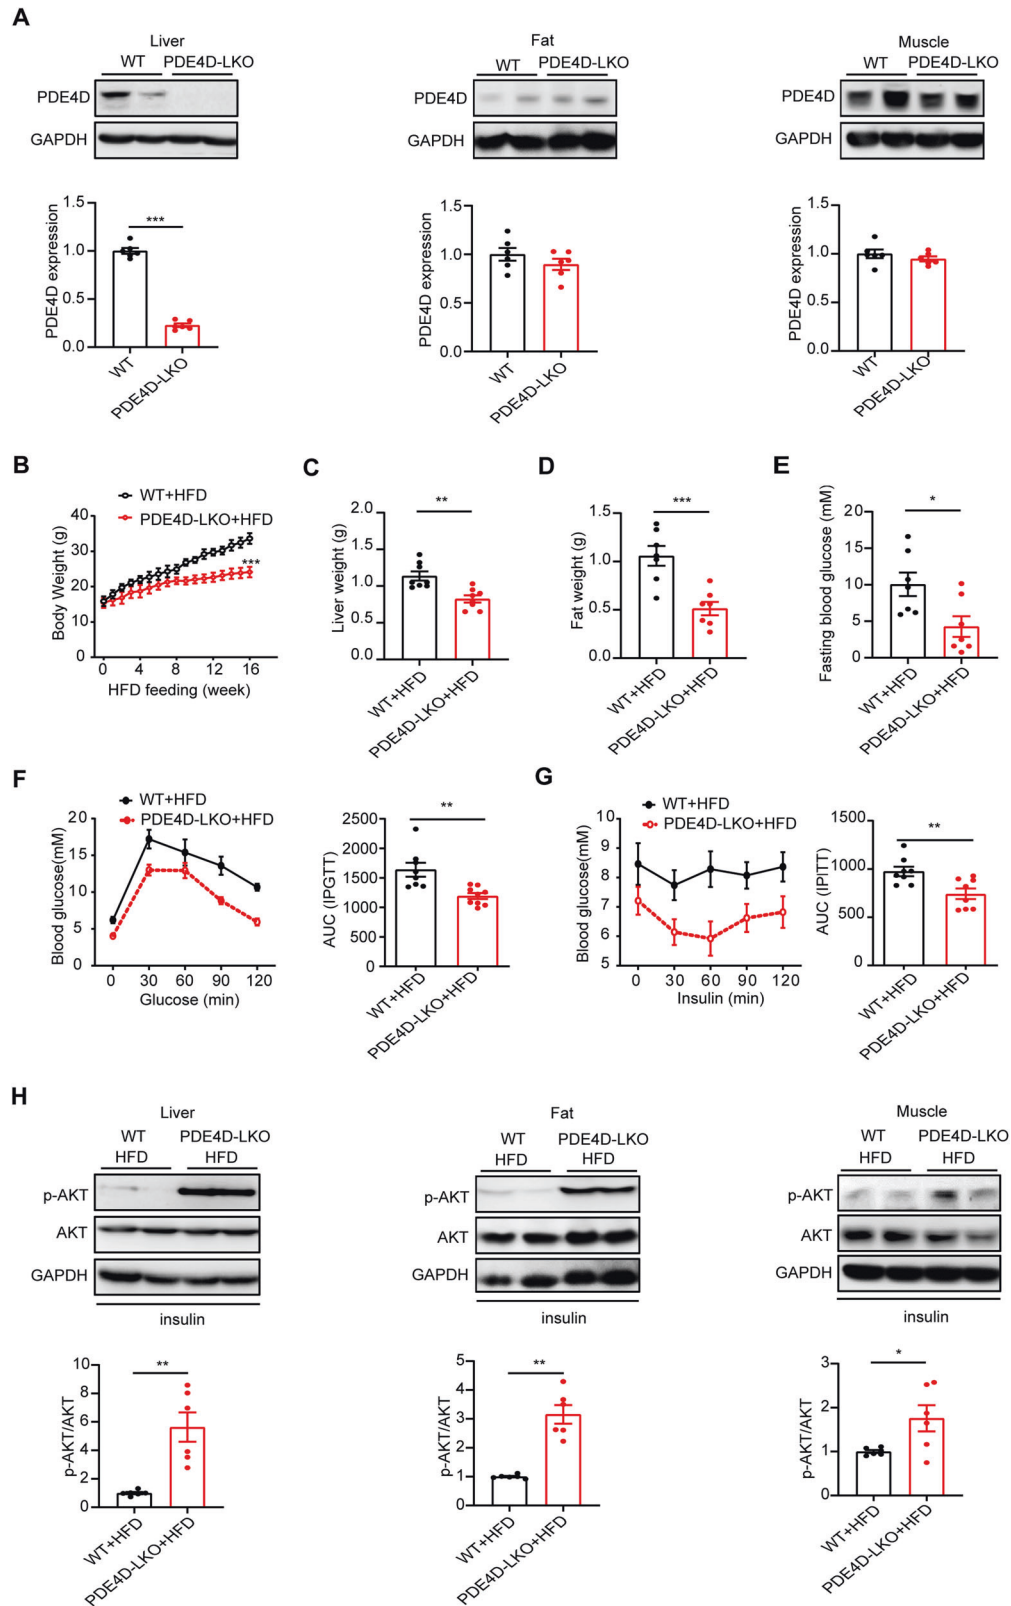 A
Liver
WT PDE4D-LKO
PDE4D
GAPDH
Fat
WT PDE4D-LKO
PDE4D
GAPDH
Muscle
WT PDE4D-LKO
PDE4D
GAPDH
PDE4D expression
1.5
1.0
0.5
0.0
***
WT
PDE4D-LKO
PDE4D expression
1.5
1.0
0.5
0.0
WT
PDE4D-LKO
PDE4D expression
1.5
1.0
0.5
0.0
WT
PDE4D-LKO
B
WT+HFD
PDE4D-LKO+HFD
Body Weight (g)
40
30
20
10
0
***
0 4 8 12 16
HFD feeding (week)
C
Liver weight (g)
2.0
1.5
1.0
0.5
0.0
**
WT+HFD
PDE4D-LKO+HFD
D
Fat weight (g)
1.5
1.0
0.5
0.0
***
WT+HFD
PDE4D-LKO+HFD
E
Fasting blood glucose (mM)
20
15
10
5
0
*
WT+HFD
PDE4D-LKO+HFD
F
WT+HFD
PDE4D-LKO+HFD
Blood glucose(mM)
20
15
10
5
0
0 30 60 90 120
Glucose (min)
AUC (IPGTT)
2500
2000
1500
1000
500
0
**
WT+HFD
PDE4D-LKO+HFD
G
WT+HFD
PDE4D-LKO+HFD
Blood glucose(mM)
10
9
8
7
6
5
0 30 60 90 120
Insulin (min)
AUC (IPITT)
1500
1000
500
0
**
WT+HFD
PDE4D-LKO+HFD
H
Liver
WT PDE4D-LKO
HFD HFD
p-AKT
AKT
GAPDH
insulin
Fat
WT PDE4D-LKO
HFD HFD
p-AKT
AKT
GAPDH
insulin
Muscle
WT PDE4D-LKO
HFD HFD
p-AKT
AKT
GAPDH
insulin
p-AKT/AKT
10
8
6
4
2
0
**
WT+HFD
PDE4D-LKO+HFD
p-AKT/AKT
5
4
3
2
1
0
**
WT+HFD
PDE4D-LKO+HFD
p-AKT/AKT
3
2
1
0
*
WT+HFD
PDE4D-LKO+HFD